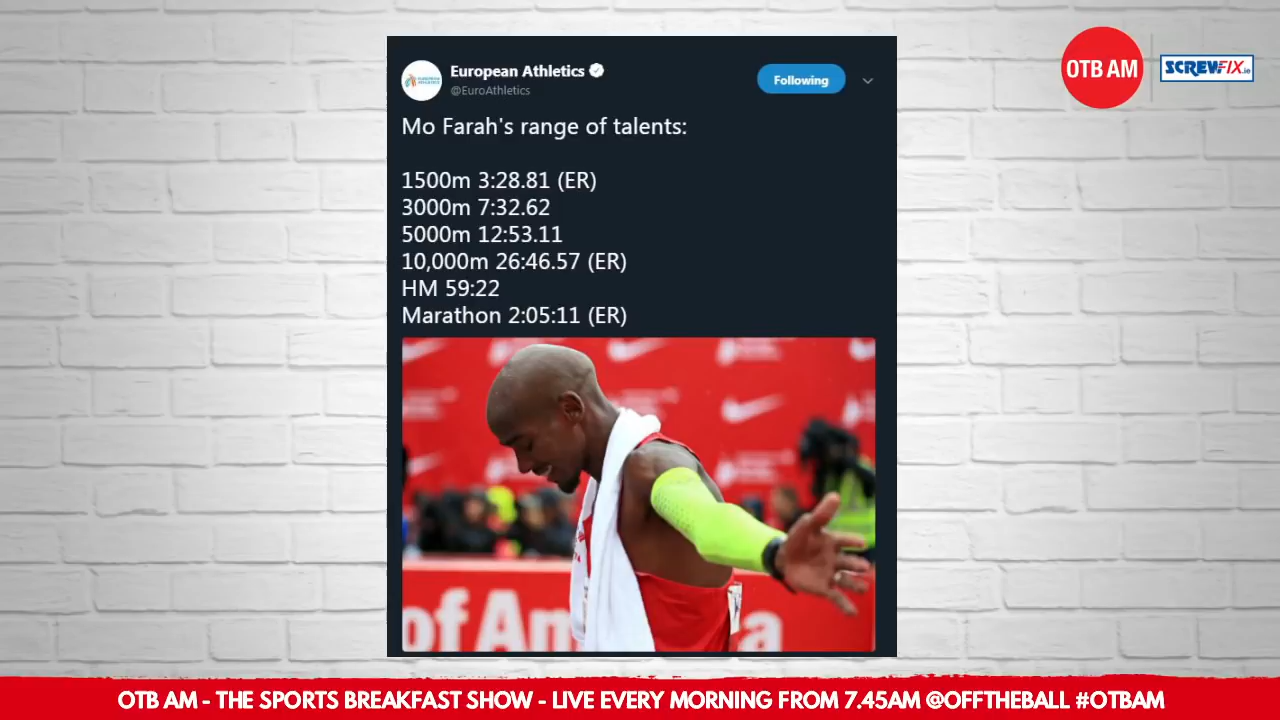 European Athletics
@EuroAthletics
Following
Mo Farah's range of talents:
1500m 3:28.81 (ER)
3000m 7:32.62
5000m 12:53.11
10,000m 26:46.57 (ER)
HM 59:22
Marathon 2:05:11 (ER)
of Am a
OTB AM
SCREWFIX.ie
OTB AM - THE SPORTS BREAKFAST SHOW - LIVE EVERY MORNING FROM 7.45AM @OFFTHEBALL #OTBAM